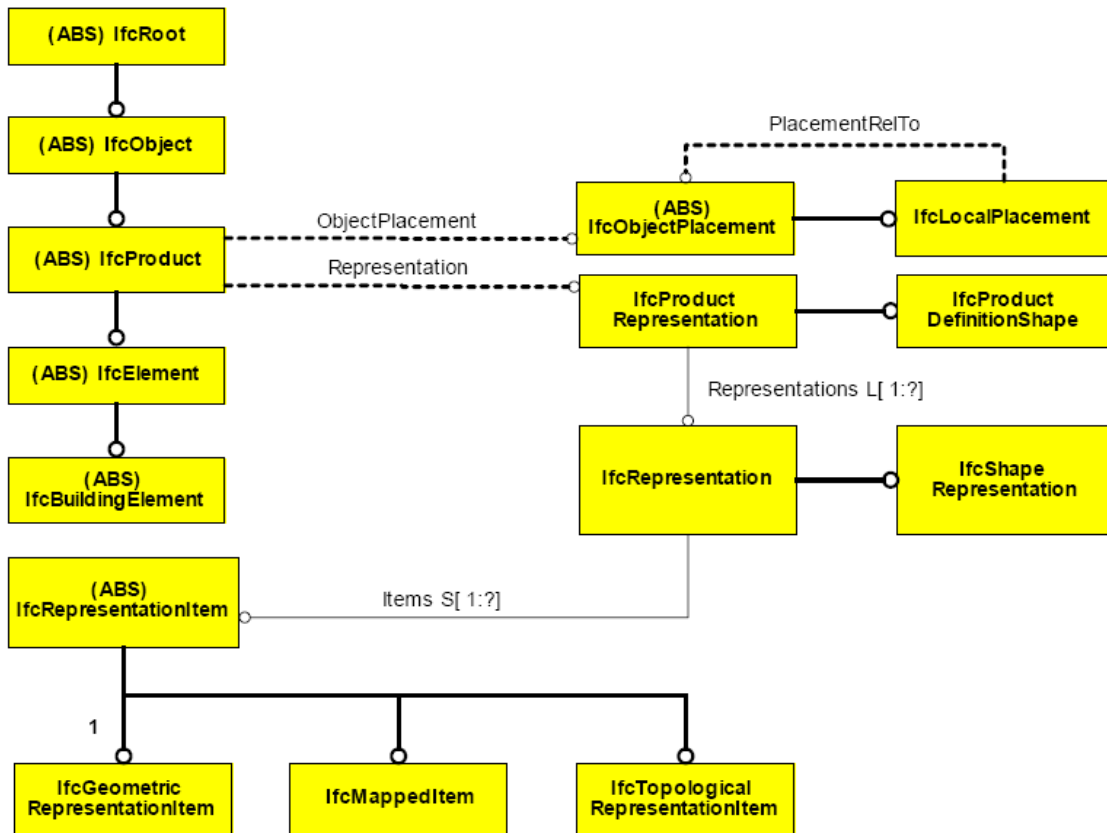 (ABS) IfcRoot
(ABS) IfcObject
PlacementRelTo
(ABS)
IfcObjectPlacement
IfcLocalPlacement
ObjectPlacement
(ABS) IfcProduct
Representation
IfcProduct
Representation
IfcProduct
DefinitionShape
(ABS) IfcElement
Representations L[ 1:?]
(ABS)
IfcBuildingElement
IfcRepresentation
IfcShape
Representation
(ABS)
IfcRepresentationItem
Items S[ 1:?]
1
IfcGeometric
RepresentationItem
IfcMappedItem
IfcTopological
RepresentationItem